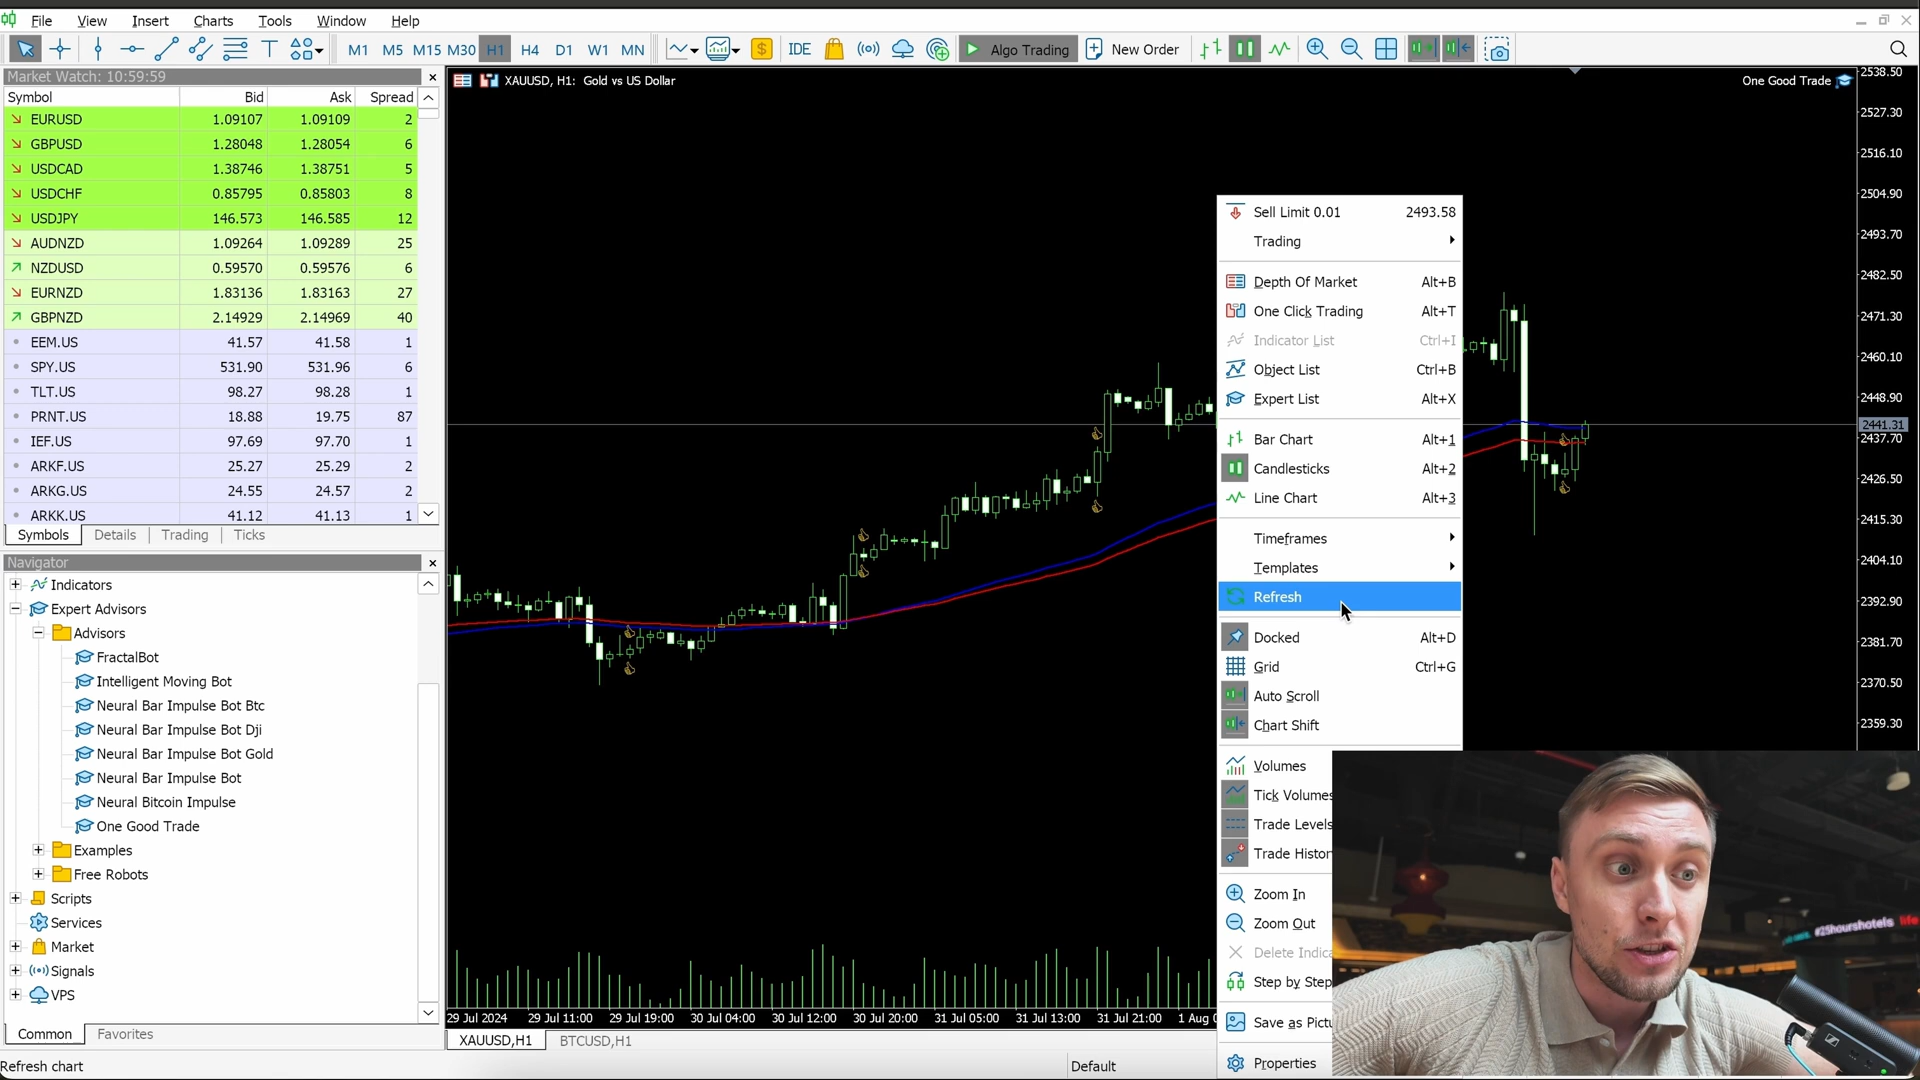 File View Insert Charts Tools Window Help
M1 M5 M15 M30 H1 H4 D1 W1 MN IDE Algo Trading New Order
Market Watch: 10:59:59
Symbol Bid Ask Spread
EURUSD 1.09107 1.09109 2
GBPUSD 1.28048 1.28054 6
USDCAD 1.38746 1.38751 5
USDCHF 0.85795 0.85803 8
USDJPY 146.573 146.585 12
AUDNZD 1.09264 1.09289 25
NZDUSD 0.59570 0.59576 6
EURNZD 1.83136 1.83163 27
GBPNZD 2.14929 2.14969 40
EEM.US 41.57 41.58 1
SPY.US 531.90 531.96 6
TLT.US 98.27 98.28 1
PRNT.US 18.88 19.75 87
IEF.US 97.69 97.70 1
ARKF.US 25.27 25.29 2
ARKG.US 24.55 24.57 2
ARKK.US 41.12 41.13 1
Symbols Details Trading Ticks
Navigator
Indicators
Expert Advisors
Advisors
FractalBot
Intelligent Moving Bot
Neural Bar Impulse Bot Btc
Neural Bar Impulse Bot Dji
Neural Bar Impulse Bot Gold
Neural Bar Impulse Bot
Neural Bitcoin Impulse
One Good Trade
Examples
Free Robots
Scripts
Services
Market
Signals
VPS
Common Favorites
Refresh chart
XAUUSD, H1: Gold vs US Dollar
One Good Trade
Sell Limit 0.01 2493.58
Trading
Depth Of Market Alt+B
One Click Trading Alt+T
Indicator List Ctrl+I
Object List Ctrl+B
Expert List Alt+X
Bar Chart Alt+1
Candlesticks Alt+2
Line Chart Alt+3
Timeframes
Templates
Refresh
Docked Alt+D
Grid Ctrl+G
Auto Scroll
Chart Shift
Volumes
Tick Volumes
Trade Levels
Trade Histor
Zoom In
Zoom Out
Delete Indica
Step by Step
Save as Pictu
Properties
2538.50
2527.30
2516.10
2504.90
2493.70
2482.50
2471.30
2460.10
2448.90
2441.31
2437.70
2426.50
2415.30
2404.10
2392.90
2381.70
2370.50
2359.30
29 Jul 2024 29 Jul 11:00 29 Jul 19:00 30 Jul 04:00 30 Jul 12:00 30 Jul 20:00 31 Jul 05:00 31 Jul 13:00 31 Jul 21:00 1 Aug 0
XAUUSD,H1 BTCUSD,H1
Default
#25hourshotels life